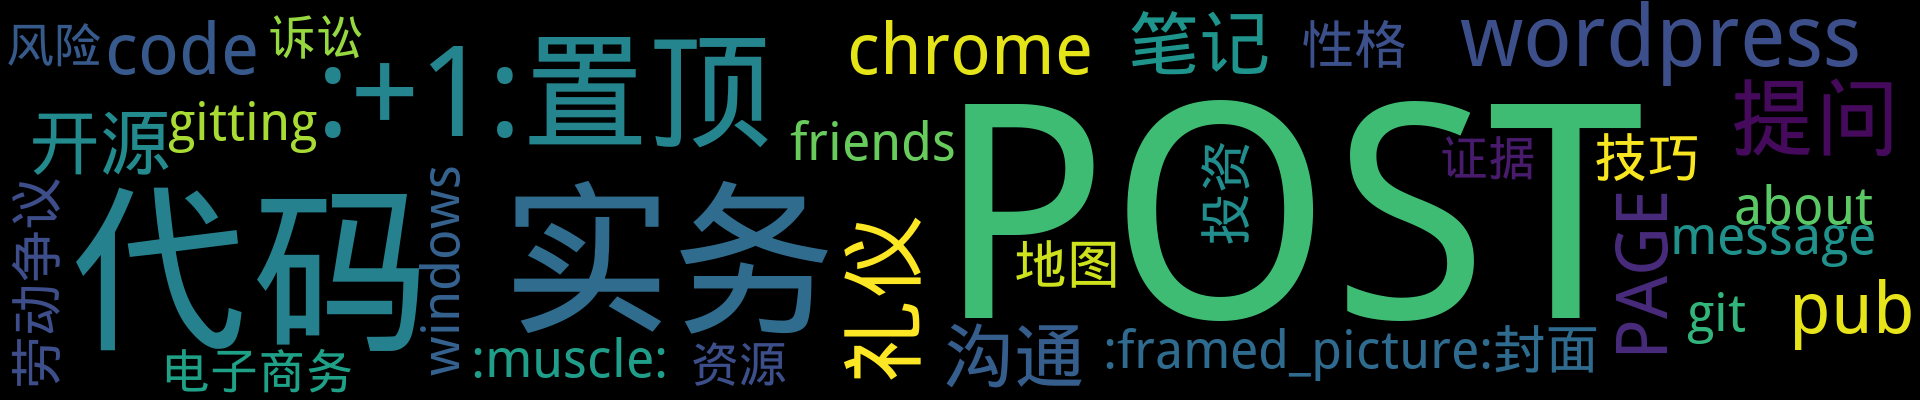 风险
code
诉讼
:+1:置顶
chrome
笔记
性格
wordpress
开源
gitting
friends
POST
提问
投资
证据
技巧
劳动争议
代码
windows
实务
礼仪
地图
PAGE
about
message
电子商务
:muscle:
资源
沟通
:framed_picture:封面
git
pub